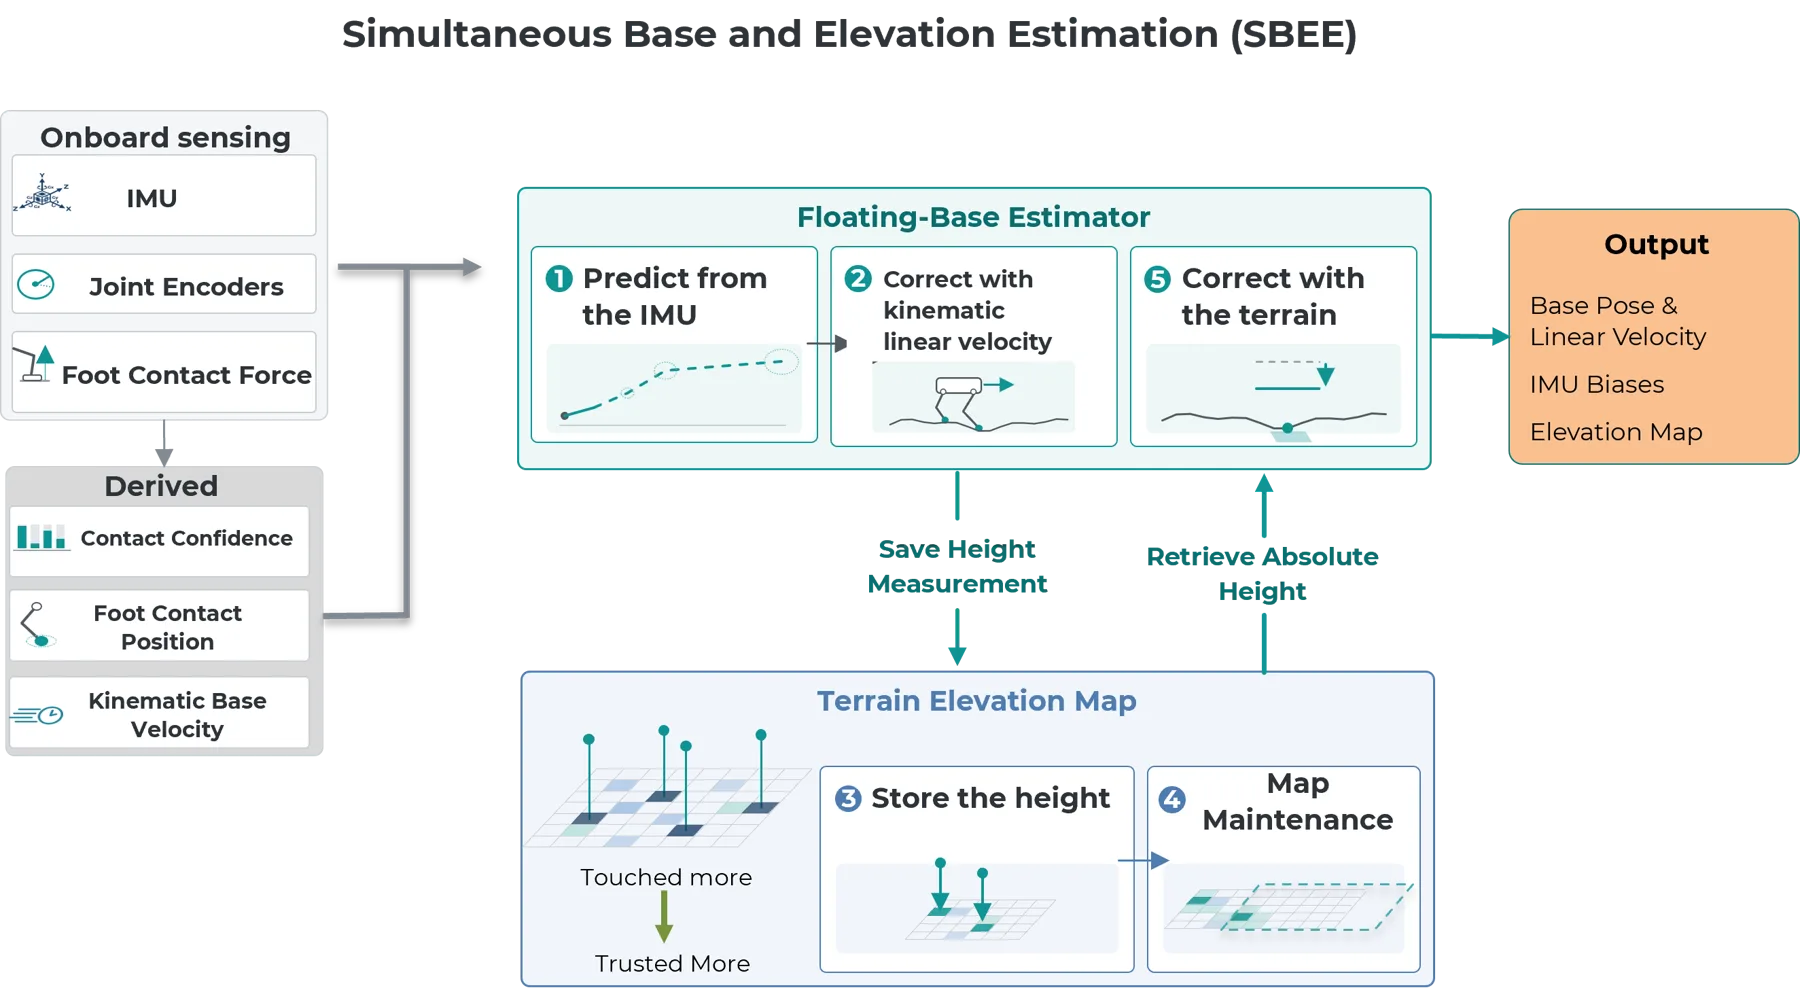 Simultaneous Base and Elevation Estimation (SBEE)
Onboard sensing
IMU
Joint Encoders
Foot Contact Force
Derived
Contact Confidence
Foot Contact
Position
Kinematic Base
Velocity
Floating-Base Estimator
1 Predict from
the IMU
2 Correct with
kinematic
linear velocity
5 Correct with
the terrain
Save Height
Measurement
Retrieve Absolute
Height
Terrain Elevation Map
Touched more
Trusted More
3 Store the height
4 Map
Maintenance
Output
Base Pose &
Linear Velocity
IMU Biases
Elevation Map